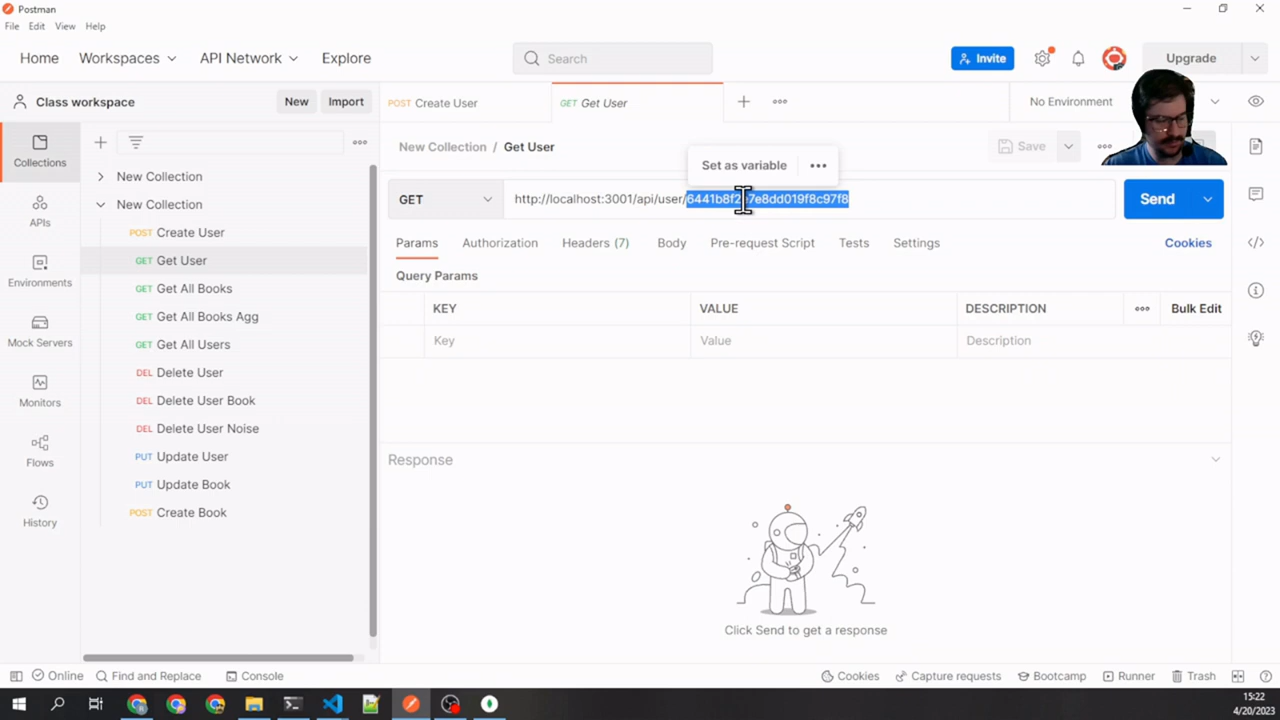 Postman
File Edit View Help
Home Workspaces API Network Explore Search Invite Upgrade
Class workspace New Import POST Create User GET Get User No Environment
Collections
New Collection / Get User Save
Set as variable
New Collection
New Collection
GET http://localhost:3001/api/user/ Send
APIs
POST Create User
GET Get User
Params Authorization Headers (7) Body Pre-request Script Tests Settings Cookies
Environments
GET Get All Books
Query Params
GET Get All Books Agg
KEY VALUE DESCRIPTION Bulk Edit
Mock Servers
GET Get All Users
Key Value Description
DEL Delete User
Monitors
DEL Delete User Book
DEL Delete User Noise
Flows
PUT Update User
Response
PUT Update Book
History
POST Create Book
Click Send to get a response
Online Find and Replace Console Cookies Capture requests Bootcamp Runner Trash
15:22
4/20/2023